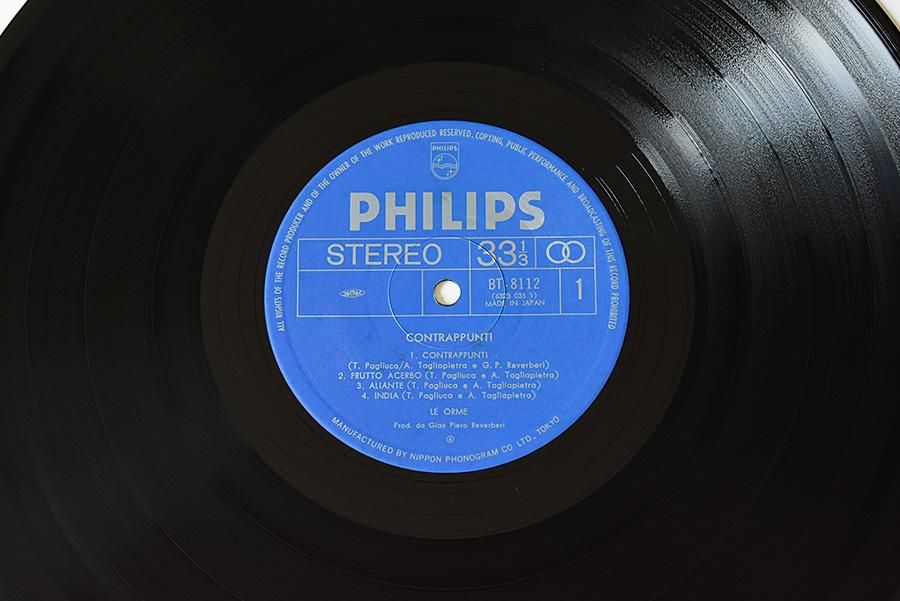 ALL RIGHTS OF THE RECORD PRODUCER AND OF THE OWNER OF THE WORK REPRODUCED RESERVED, COPYING, PUBLIC PERFORMANCE AND BROADCASTING OF THIS RECORD PROHIBITED
PHILIPS
PHILIPS
STEREO 33 1/3
BT-8112 1
(6323 035 1)
MADE IN JAPAN
CONTRAPPUNTI
1. CONTRAPPUNTI
(T. Pagliuca/A. Tagliapietra e G. P. Reverberi)
2. FRUTTO ACERBO (T. Pagliuca e A. Tagliapietra)
3. ALIANTE (T. Pagliuca e A. Tagliapietra)
4. INDIA (T. Pagliuca e A. Tagliapietra)
LE ORME
Prod. da Gian Piero Reverberi
MANUFACTURED BY NIPPON PHONOGRAM CO. LTD., TOKYO